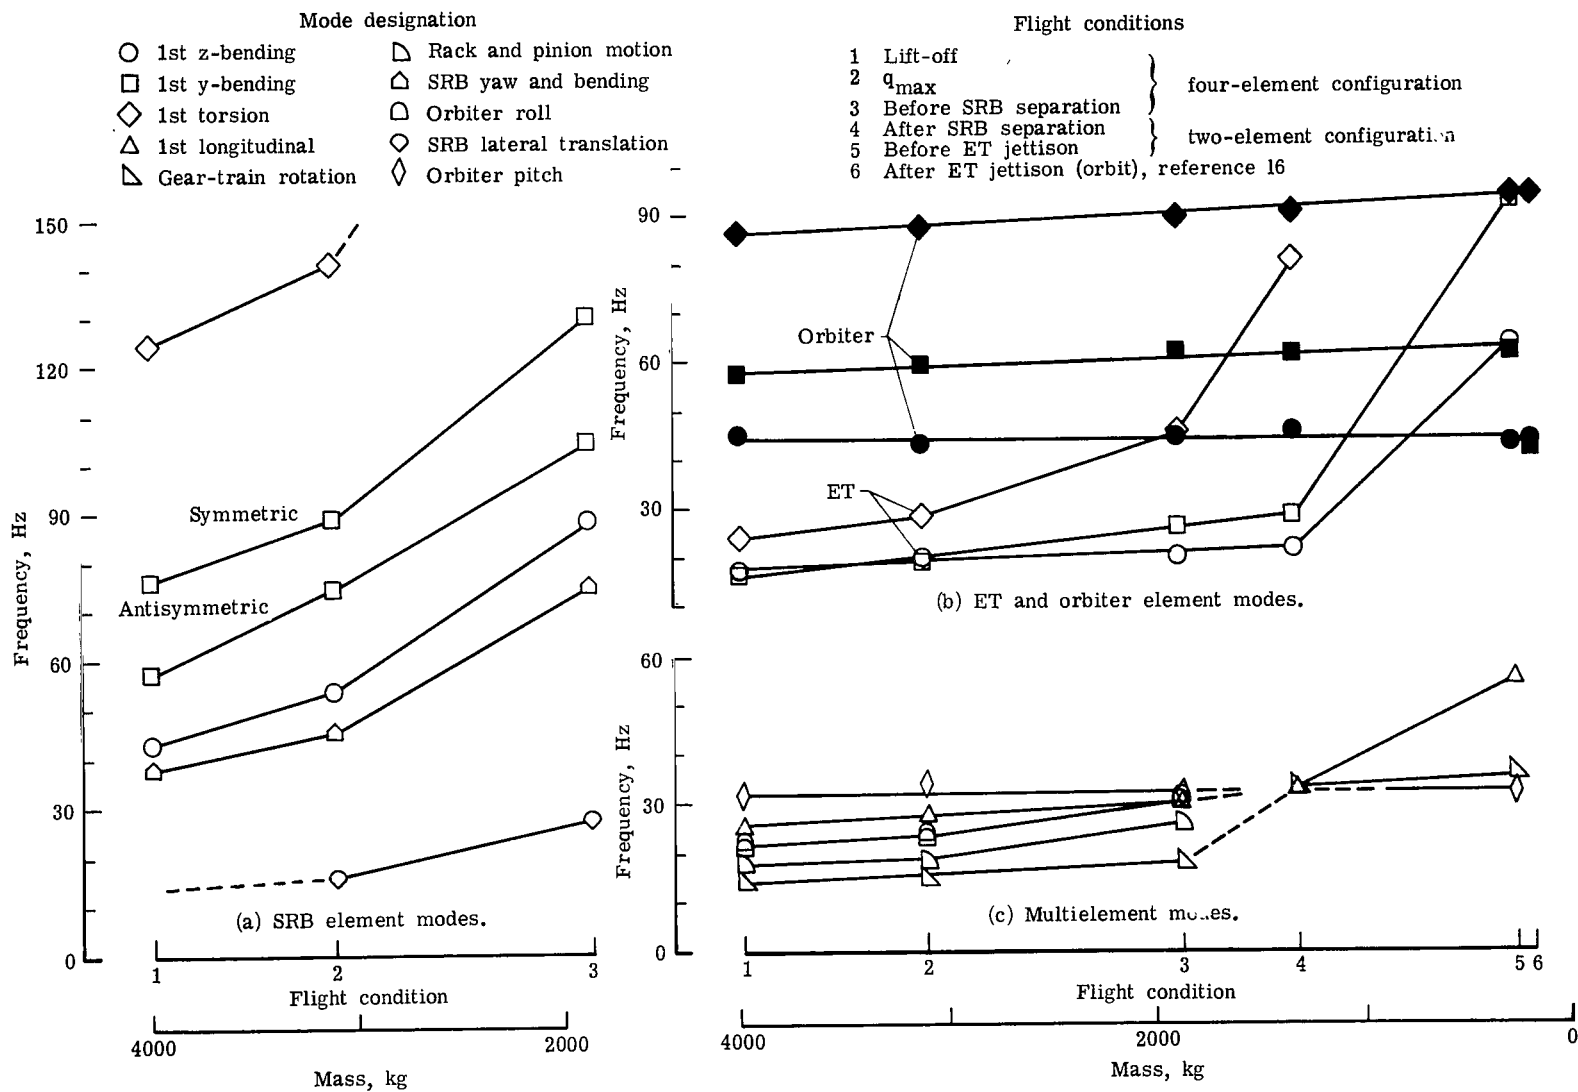 Mode designation
1st z-bending
1st y-bending
1st torsion
1st longitudinal
Gear-train rotation
Rack and pinion motion
SRB yaw and bending
Orbiter roll
SRB lateral translation
Orbiter pitch
Flight conditions
1 Lift-off
2 qmax
3 Before SRB separation
four-element configuration
4 After SRB separation
5 Before ET jettison
two-element configuration
6 After ET jettison (orbit), reference 16
150
120
90
60
30
0
Frequency, Hz
Symmetric
Antisymmetric
(a) SRB element modes.
1 2 3
Flight condition
4000 2000
Mass, kg
90
60
30
Frequency, Hz
Orbiter
ET
(b) ET and orbiter element modes.
60
30
0
Frequency, Hz
(c) Multielement
1 2 3 4 5 6
Flight condition
4000 2000 0
Mass, kg